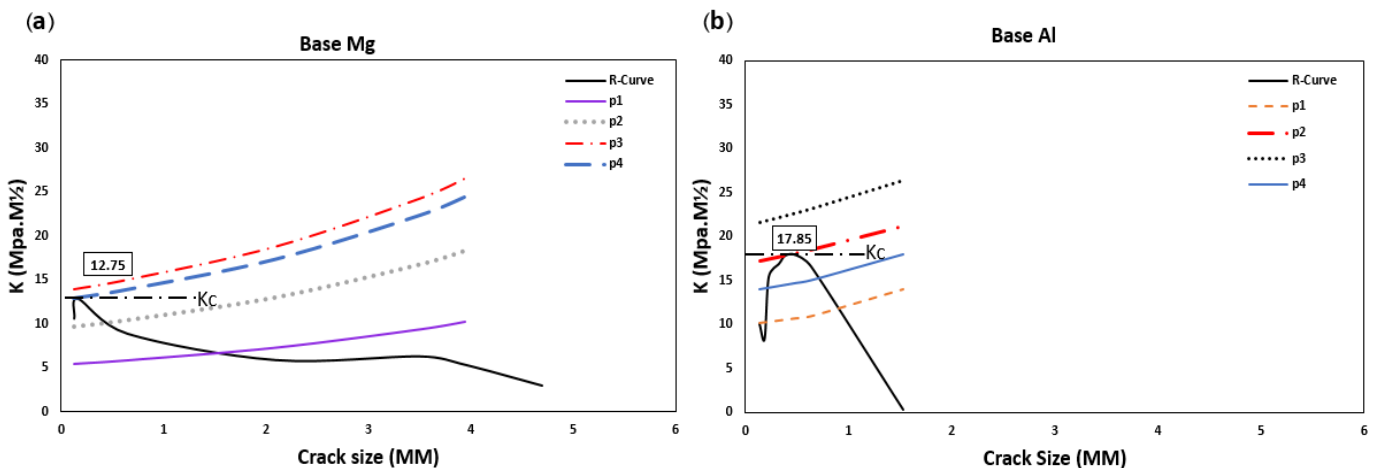 (a)
Base Mg
40
35
30
25
20
15
10
5
0
K (Mpa.M½)
R-Curve
p1
p2
p3
p4
12.75
Kc
0 1 2 3 4 5 6
Crack size (MM)
(b)
Base Al
40
35
30
25
20
15
10
5
0
K (Mpa.M½)
R-Curve
p1
p2
p3
p4
17.85
Kc
0 1 2 3 4 5 6
Crack Size (MM)